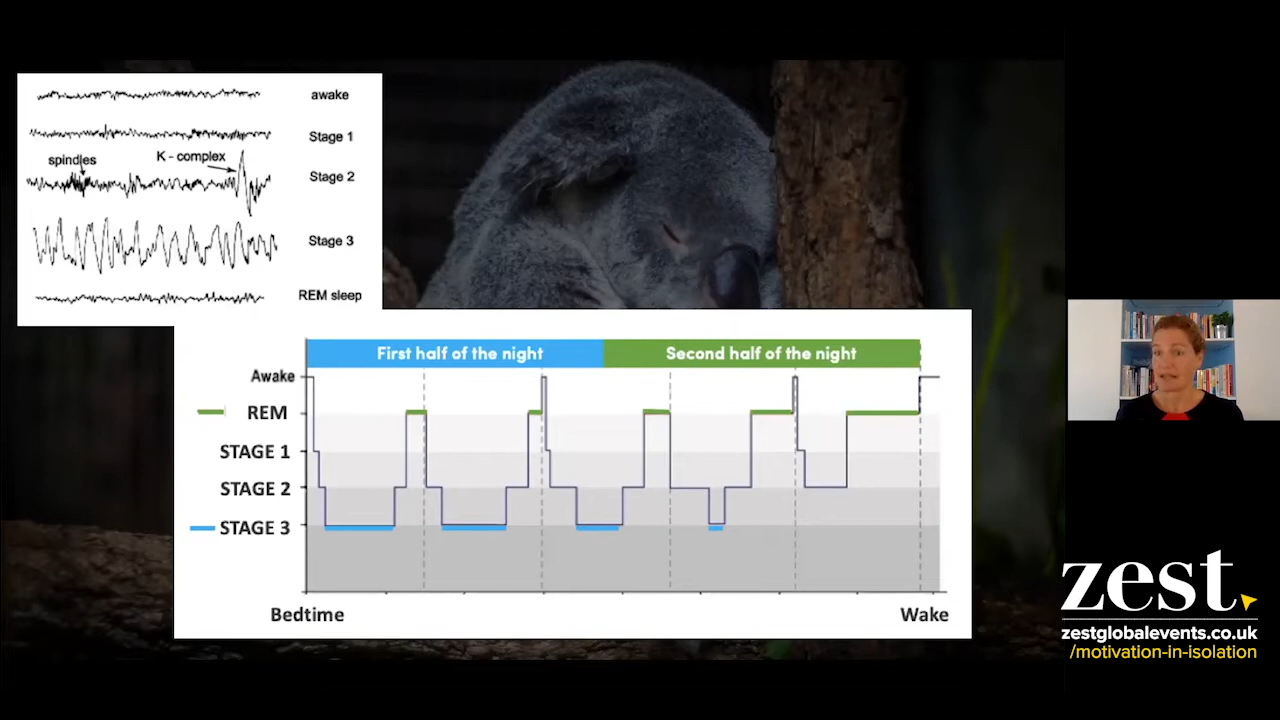 awake
Stage 1
spindles
K - complex
Stage 2
Stage 3
REM sleep
First half of the night
Second half of the night
Awake
REM
STAGE 1
STAGE 2
STAGE 3
Bedtime
Wake
zest.
zestglobalevents.co.uk
/motivation-in-isolation